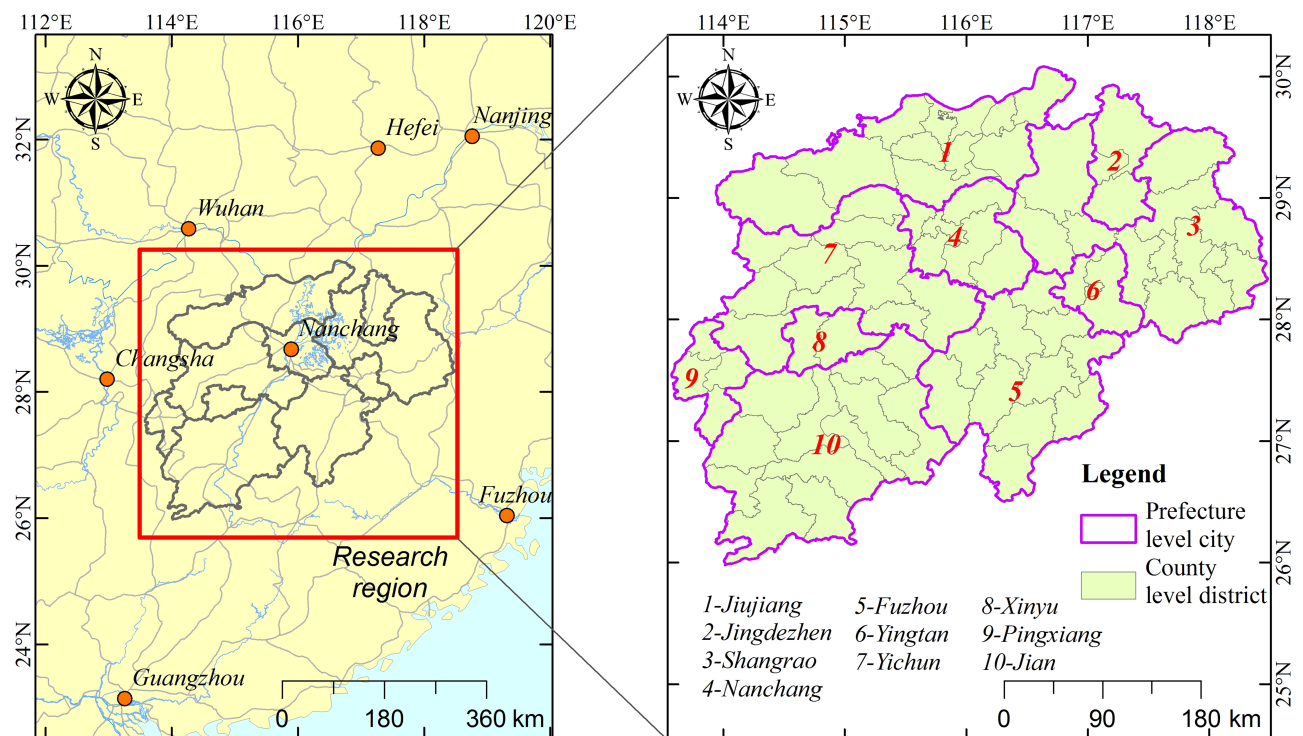 112°E 114°E 116°E 118°E 120°E
N
W E
S
32°N
30°N
28°N
26°N
24°N
Hefei
Nanjing
Wuhan
Nanchang
Changsha
Fuzhou
Research
region
Guangzhou
0 180 360 km
114°E 115°E 116°E 117°E 118°E
N
W E
S
30°N
29°N
28°N
27°N
26°N
25°N
1
2
3
4
7
6
8
9
5
10
Legend
Prefecture
level city
County
level district
1-Jiujiang 5-Fuzhou 8-Xinyu
2-Jingdezhen 6-Yingtan 9-Pingxiang
3-Shangrao 7-Yichun 10-Jian
4-Nanchang
0 90 180 km